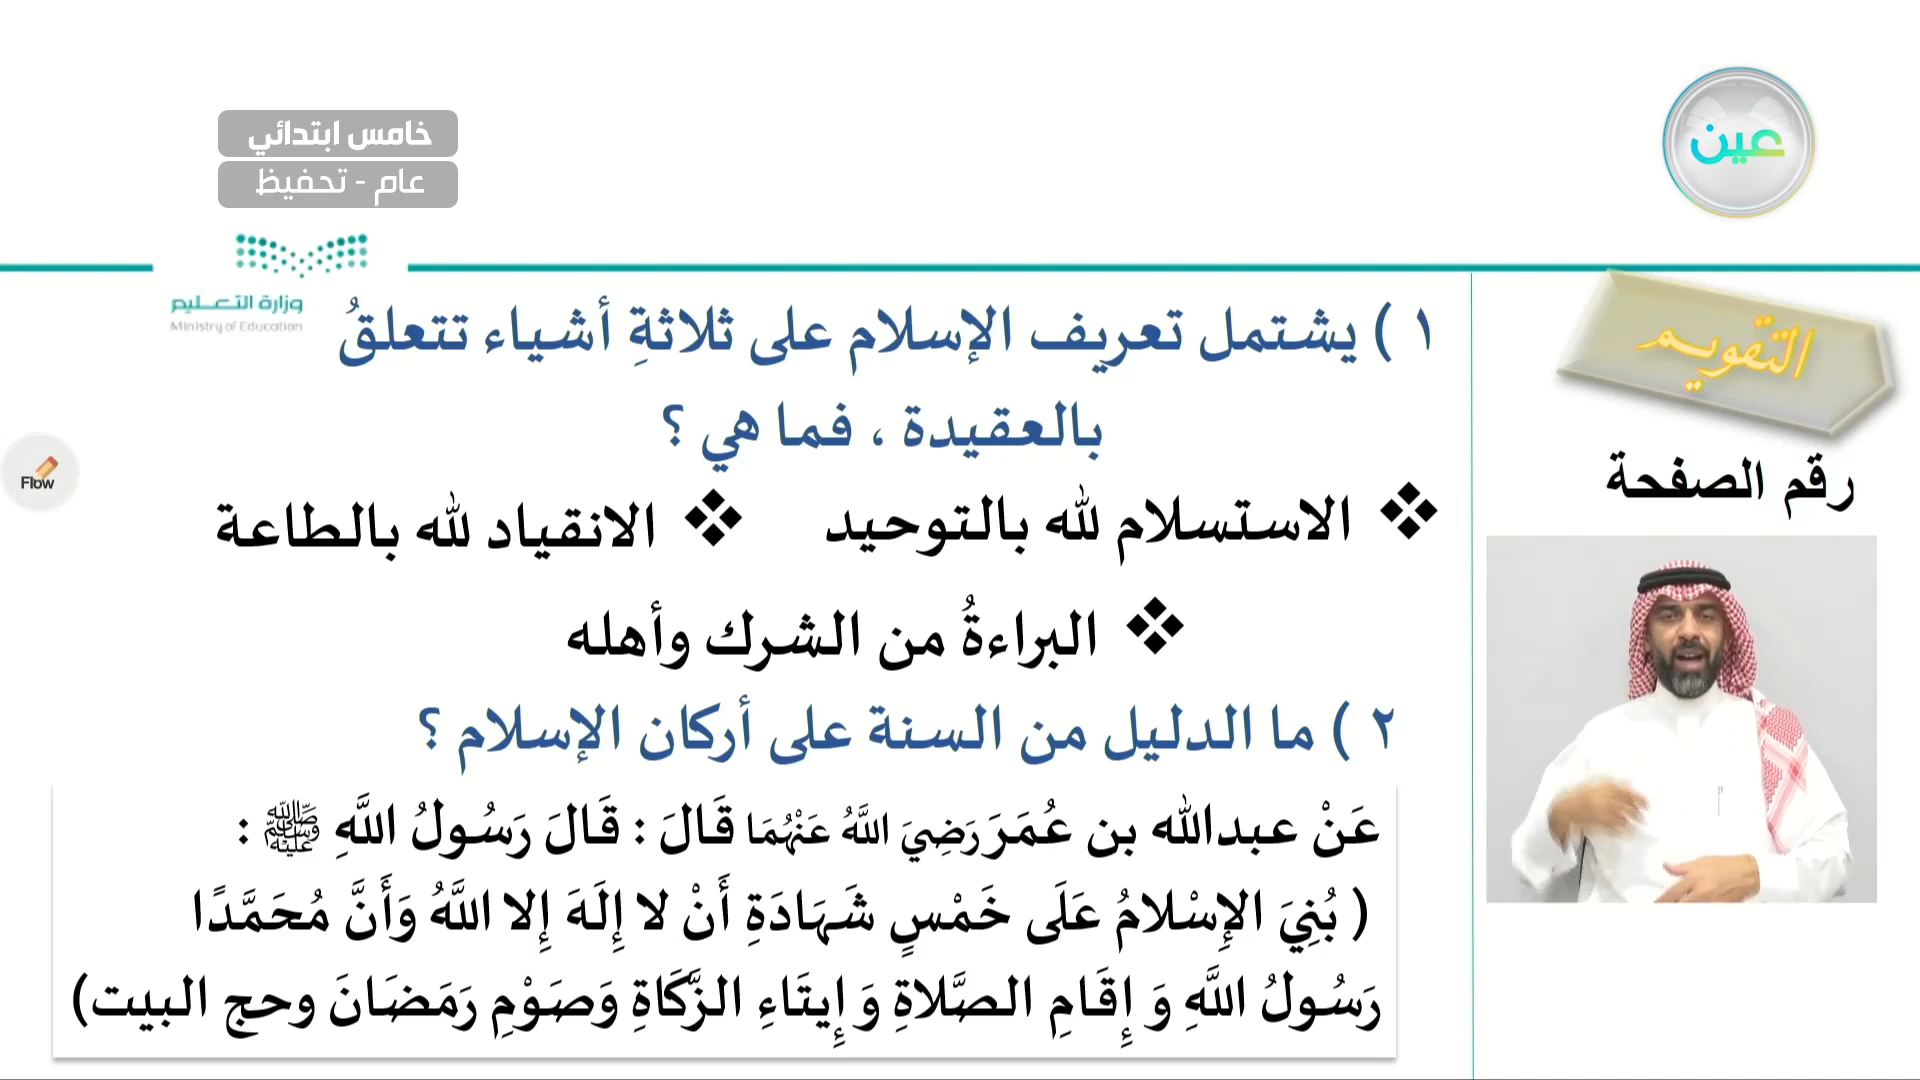 عين
خامس ابتدائي
عام - تحفيظ
وزارة التعليم
Ministry of Education
التقويم
رقم الصفحة
١ ) يشتمل تعريف الإسلام على ثلاثةِ أشياء تتعلقُ
بالعقيدة ، فما هي ؟
❖ الاستسلام لله بالتوحيد ❖ الانقياد لله بالطاعة
❖ البراءةُ من الشرك وأهله
٢ ) ما الدليل من السنة على أركان الإسلام ؟
عَنْ عبدالله بن عُمَرَ رَضِيَ اللَّهُ عَنْهُمَا قَالَ : قَالَ رَسُولُ اللَّهِ ﷺ :
( بُنِيَ الإِسْلامُ عَلَى خَمْسٍ شَهَادَةِ أَنْ لا إِلَهَ إِلا اللَّهُ وَأَنَّ مُحَمَّدًا
رَسُولُ اللَّهِ وَ إِقَامِ الصَّلاةِ وَ إِيتَاءِ الزَّكَاةِ وَصَوْمِ رَمَضَانَ وحج البيت)
Flow